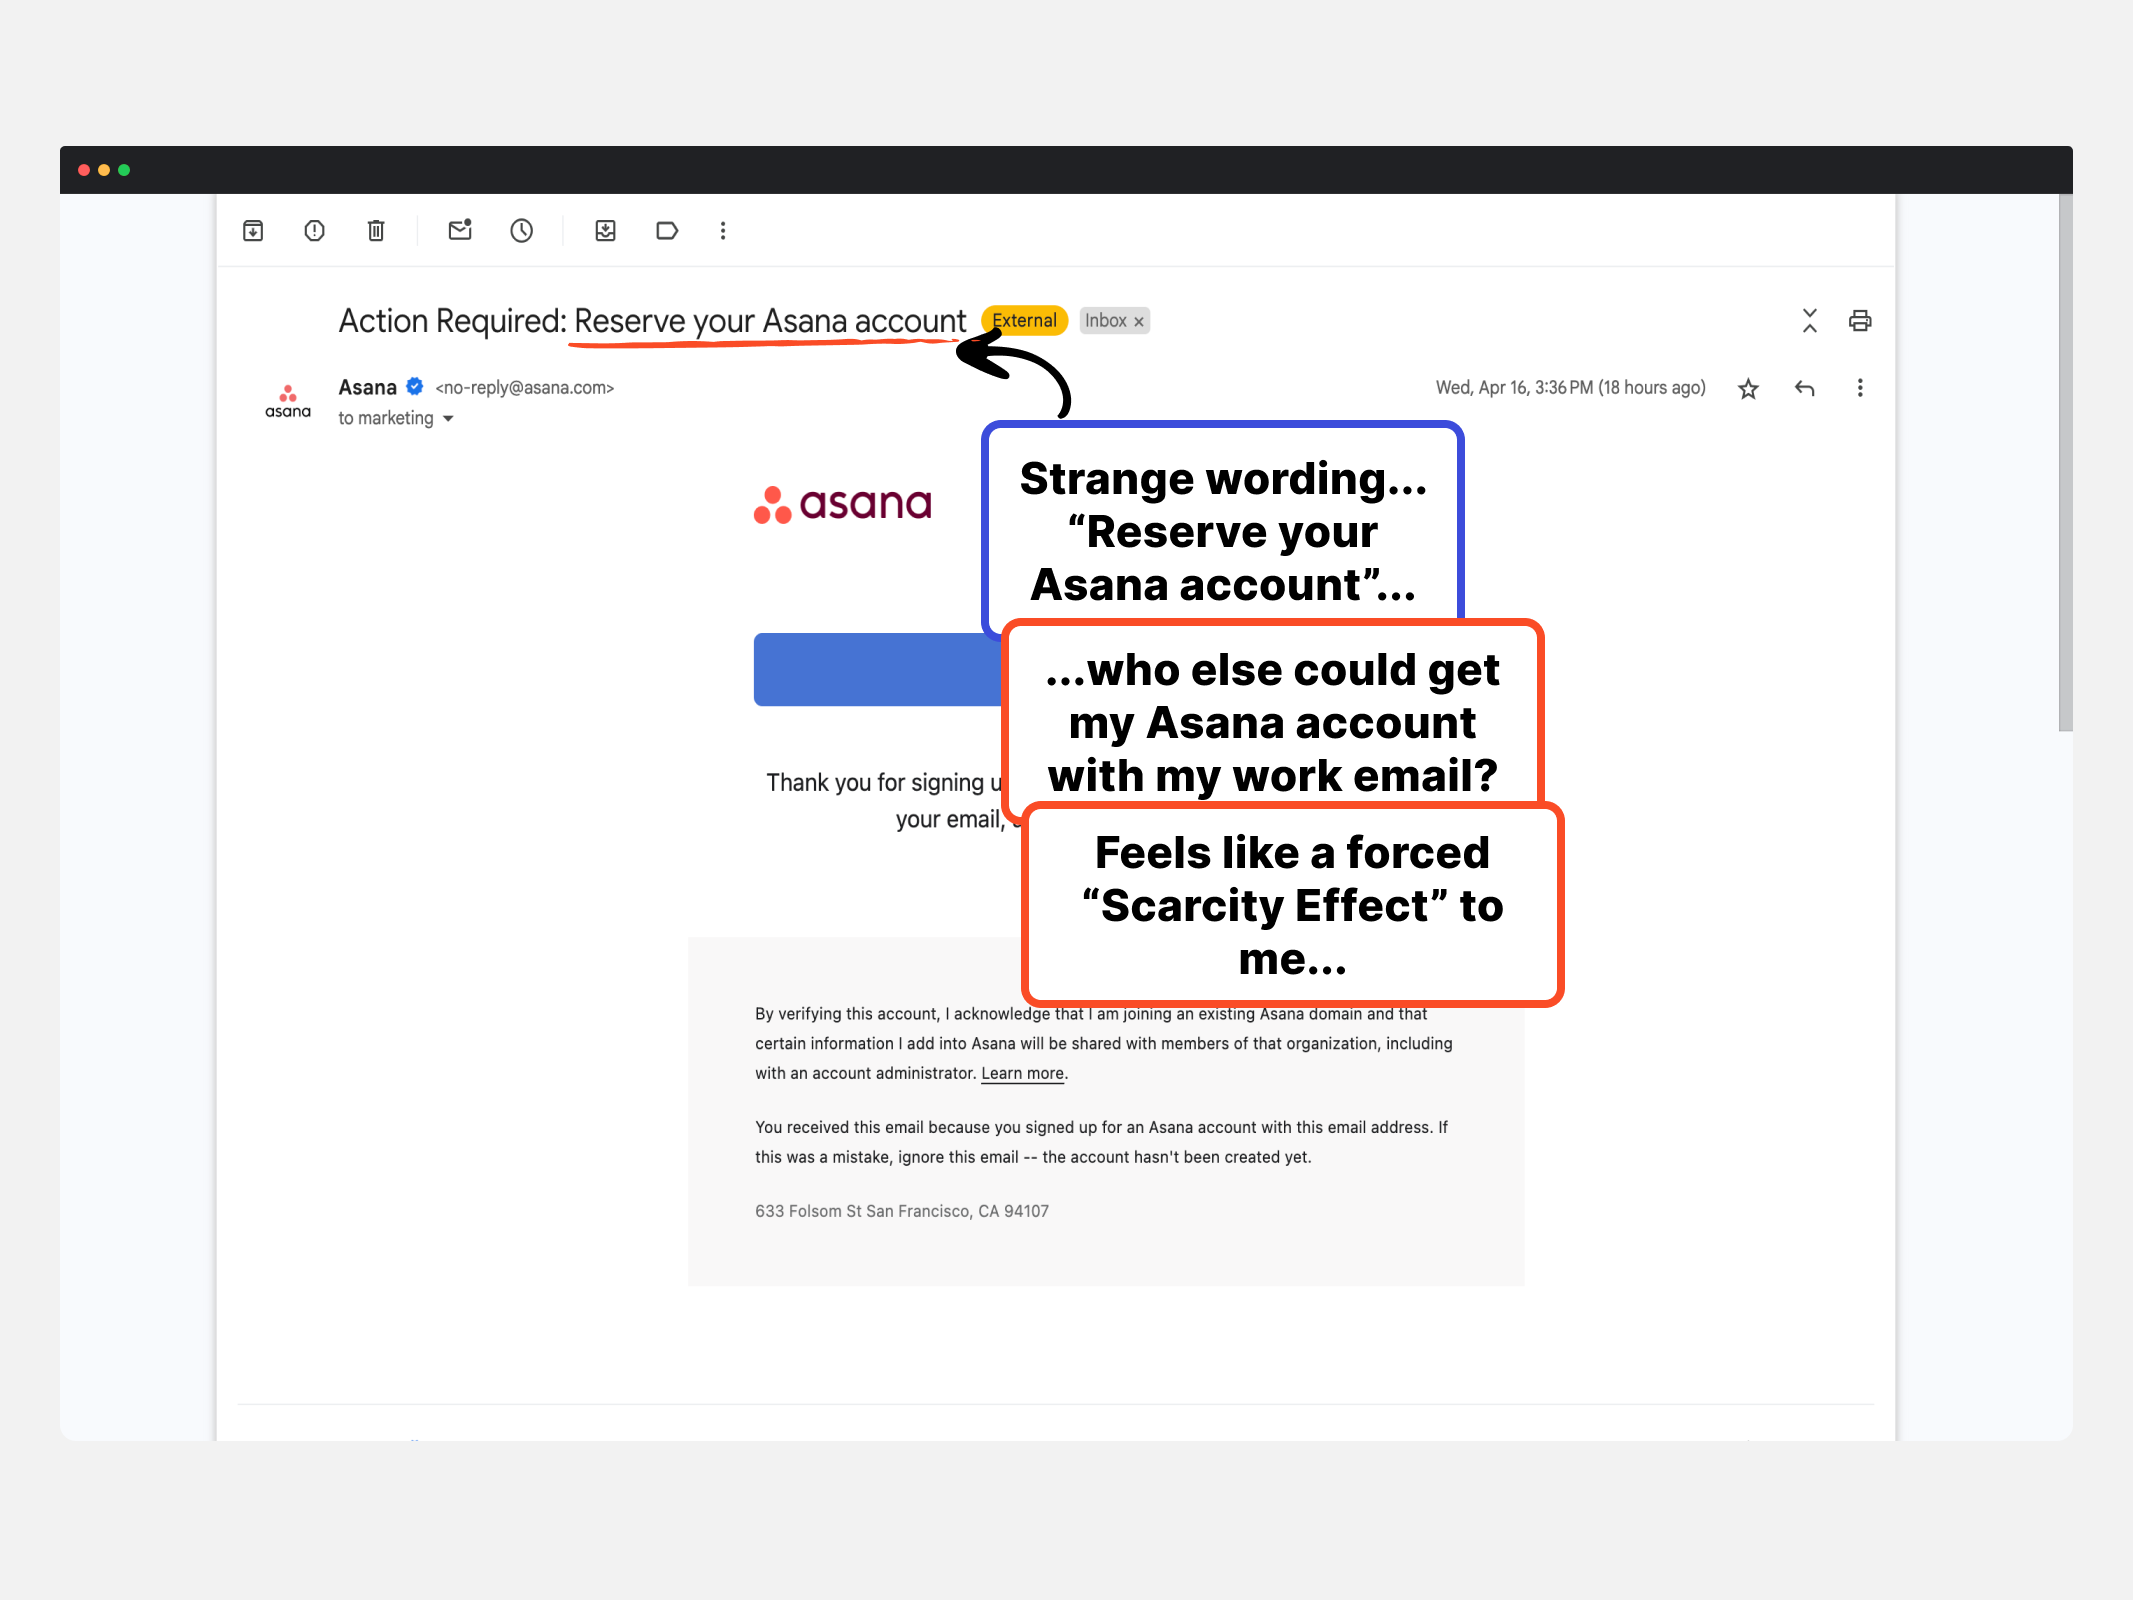 Action Required: Reserve your Asana account External Inbox ×
Asana <no-reply@asana.com>
Wed, Apr 16, 3:36 PM (18 hours ago)
asana
to marketing
asana
Strange wording...
“Reserve your
Asana account”...
...who else could get
my Asana account
with my work email?
Thank you for signing
your email,
Feels like a forced
“Scarcity Effect” to
me...
By verifying this account, I acknowledge that I am joining an existing Asana domain and that
certain information I add into Asana will be shared with members of that organization, including
with an account administrator. Learn more.
You received this email because you signed up for an Asana account with this email address. If
this was a mistake, ignore this email -- the account hasn't been created yet.
633 Folsom St San Francisco, CA 94107